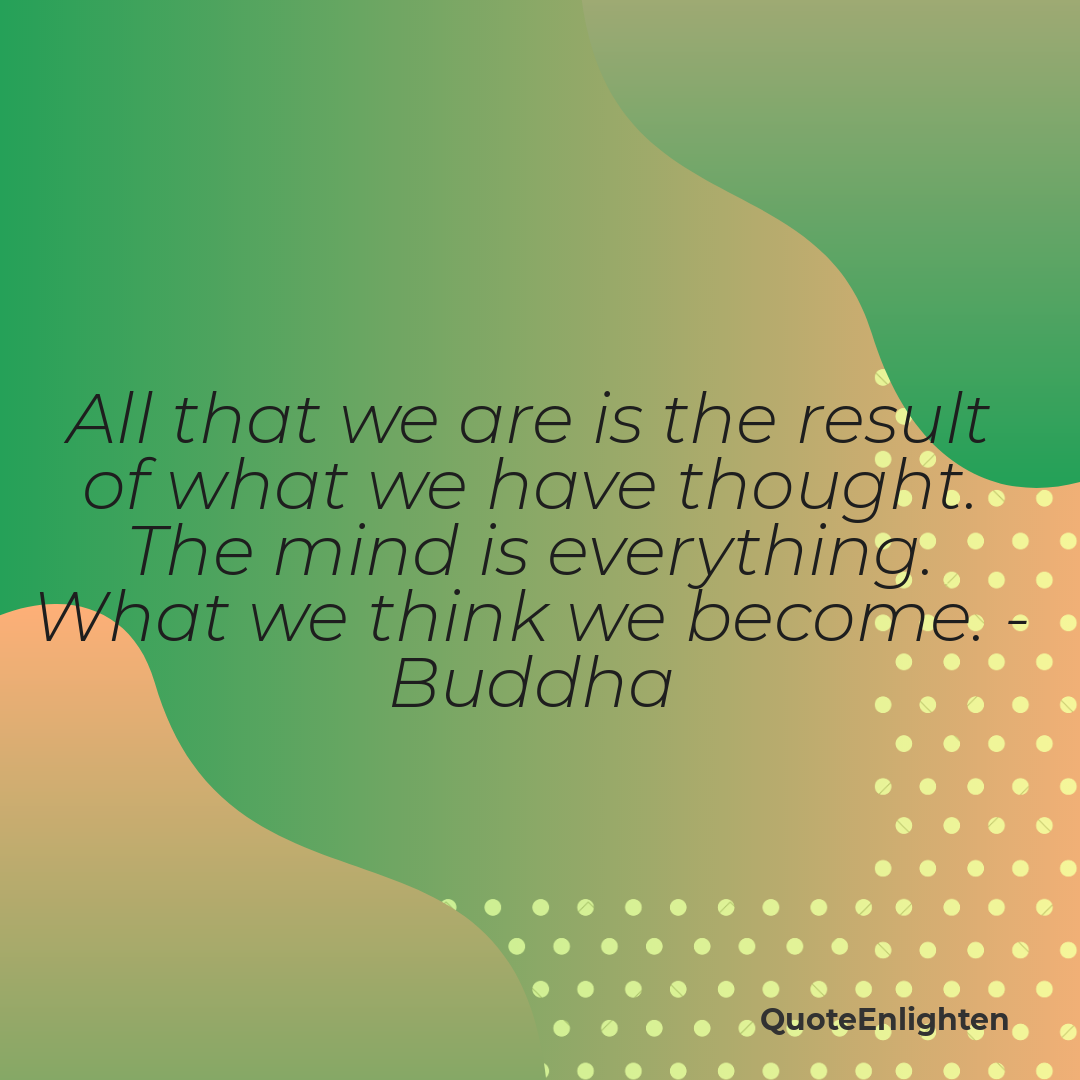 All that we are is the result
of what we have thought.
The mind is everything.
What we think we become. -
Buddha
QuoteEnlighten